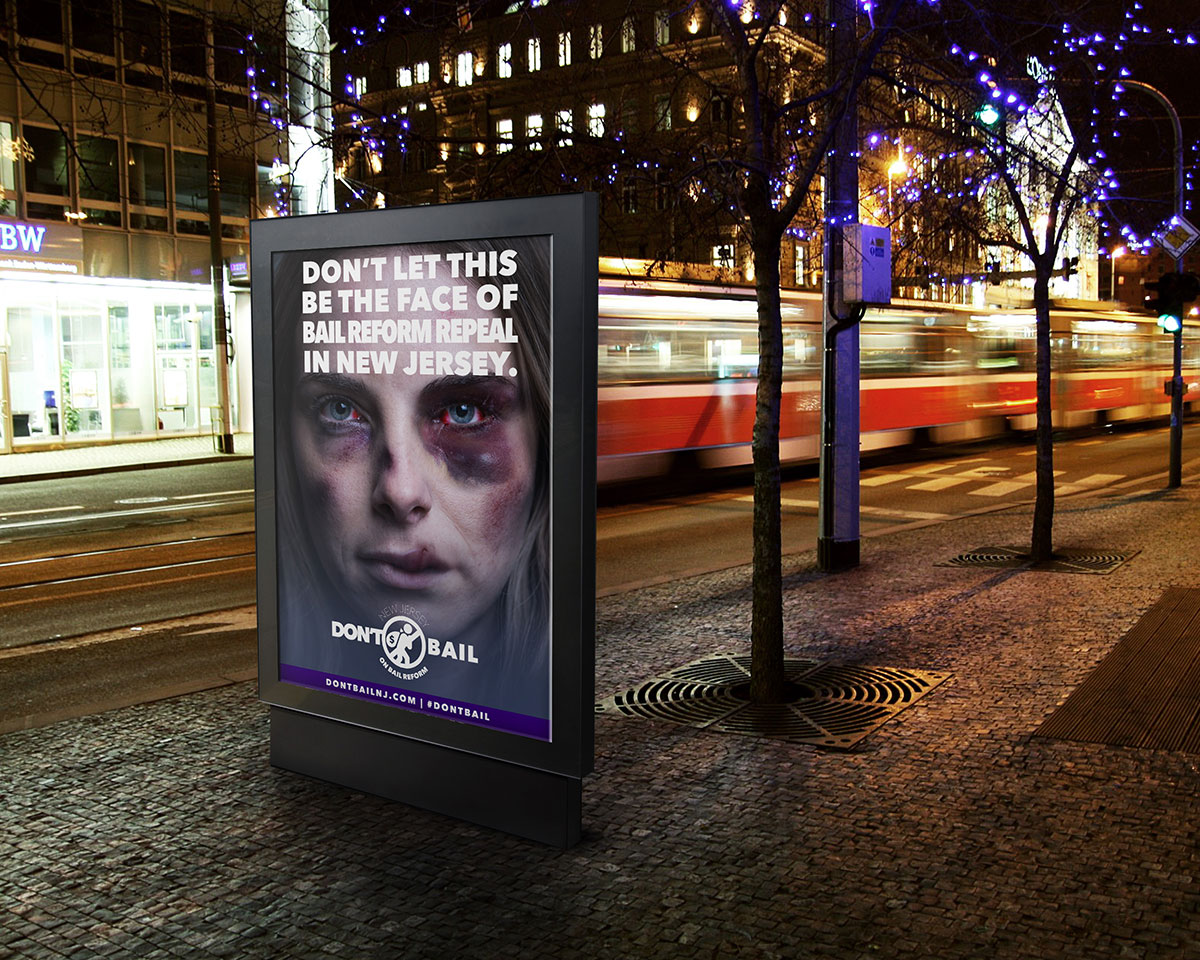 BW
DON'T LET THIS
BE THE FACE OF
BAIL REFORM REPEAL
IN NEW JERSEY.
NEW JERSEY
DON'T $ BAIL
ON BAIL REFORM
DONTBAILNJ.COM | #DONTBAIL